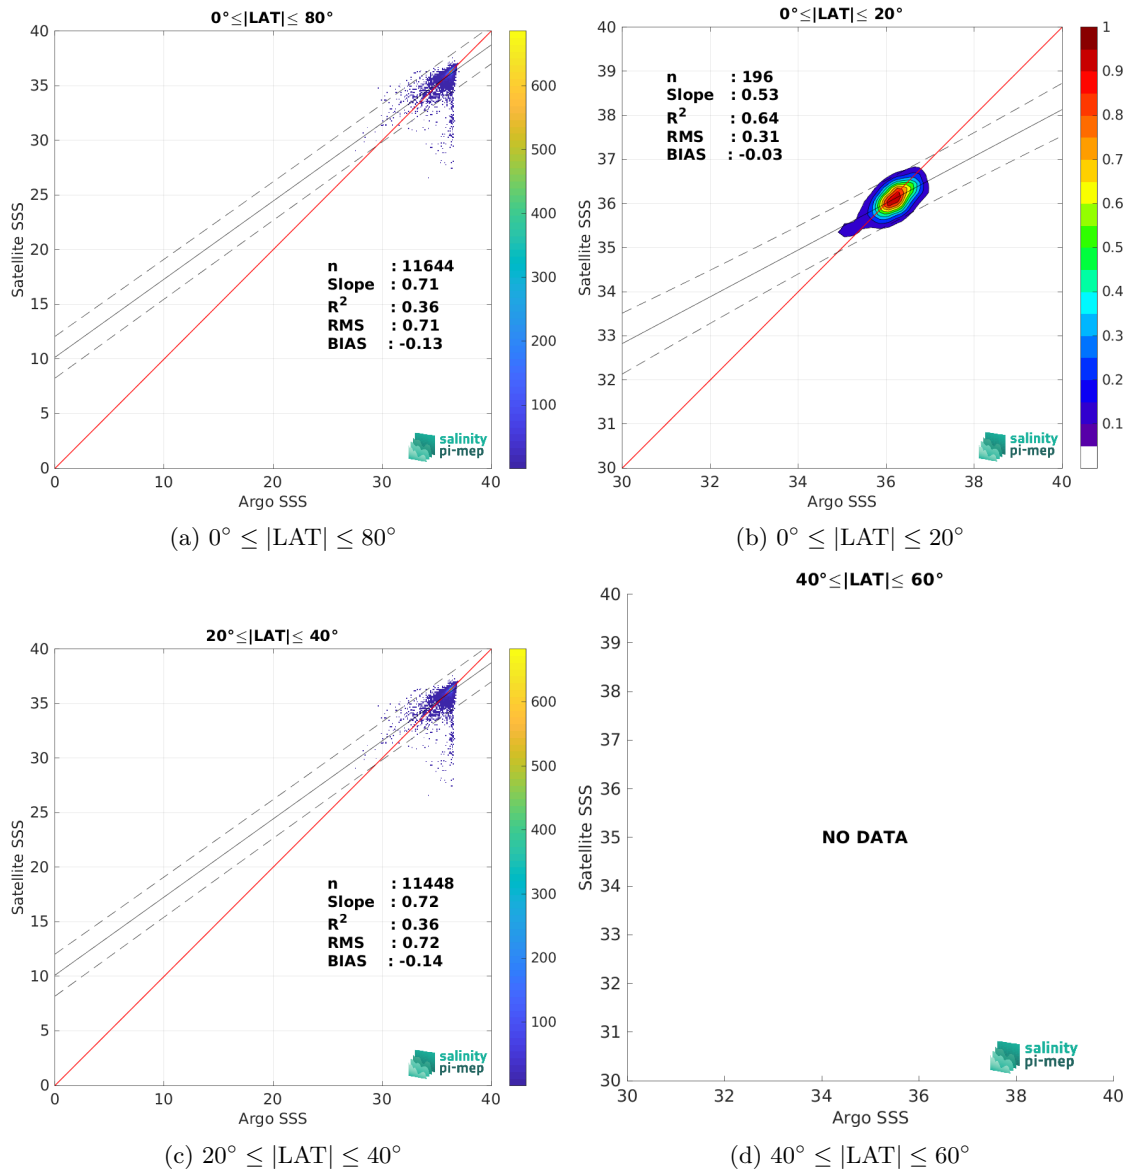 0°≤|LAT|≤ 80°
40
35
30
25
20
15
10
5
0
0
10
20
30
40
Satellite SSS
Argo SSS
n : 11644
Slope : 0.71
R² : 0.36
RMS : 0.71
BIAS : -0.13
salinity
pi-mep
600
500
400
300
200
100
(a) 0° ≤ |LAT| ≤ 80°
0°≤|LAT|≤ 20°
40
39
38
37
36
35
34
33
32
31
30
30
32
34
36
38
40
Satellite SSS
Argo SSS
n : 196
Slope : 0.53
R² : 0.64
RMS : 0.31
BIAS : -0.03
salinity
pi-mep
1
0.9
0.8
0.7
0.6
0.5
0.4
0.3
0.2
0.1
(b) 0° ≤ |LAT| ≤ 20°
20°≤|LAT|≤ 40°
40
35
30
25
20
15
10
5
0
0
10
20
30
40
Satellite SSS
Argo SSS
n : 11448
Slope : 0.72
R² : 0.36
RMS : 0.72
BIAS : -0.14
salinity
pi-mep
600
500
400
300
200
100
(c) 20° ≤ |LAT| ≤ 40°
40°≤|LAT|≤ 60°
40
39
38
37
36
35
34
33
32
31
30
30
32
34
36
38
40
Satellite SSS
Argo SSS
NO DATA
salinity
pi-mep
(d) 40° ≤ |LAT| ≤ 60°